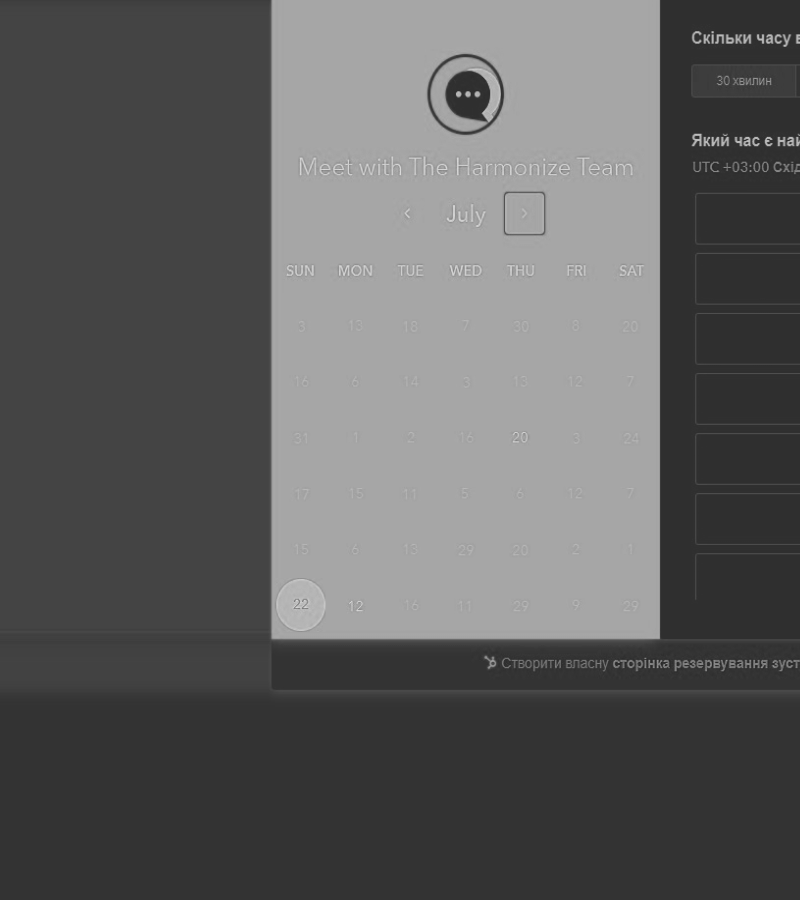 Meet with The Harmonize Team
July
SUN MON TUE WED THU FRI SAT
3 13 18 7 30 8 20
16 6 14 3 13 12 7
31 1 2 16 20 3 24
17 15 11 5 6 12 7
15 6 13 29 20 2 1
22 12 16 11 29 9 29
Скільки часу в
30 хвилин
Який час є най
UTC +03:00 Схід
Створити власну сторінка резервування зуст